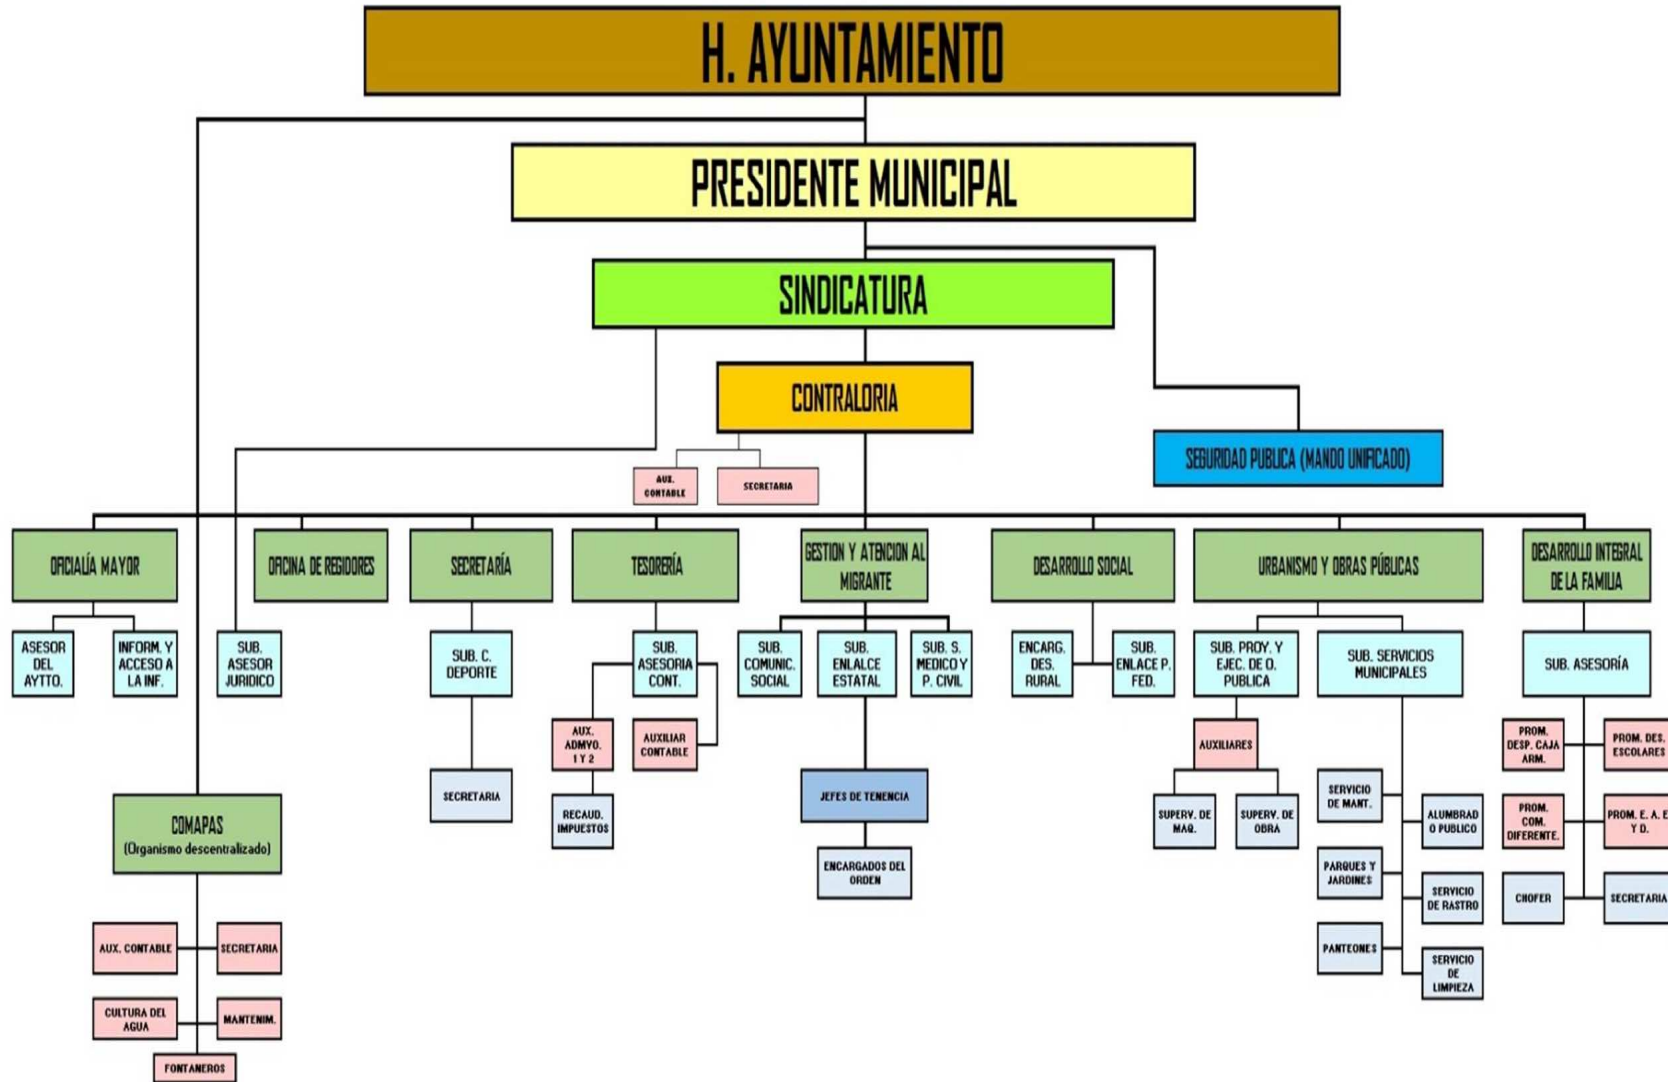 H. AYUNTAMIENTO
PRESIDENTE MUNICIPAL
SINDICATURA
CONTRALORIA
SEGURIDAD PUBLICA (MANDO UNIFICADO)
AUX.
CONTABLE
SECRETARIA
OFICIALÍA MAYOR
OFICINA DE REGIDORES
SECRETARÍA
TESORERÍA
GESTION Y ATENCION AL
MIGRANTE
DESARROLLO SOCIAL
URBANISMO Y OBRAS PÚBLICAS
DESARROLLO INTEGRAL
DE LA FAMILIA
ASESOR
DEL
AYTTO.
INFORM. Y
ACCESO A
LA INF.
SUB.
ASESOR
JURIDICO
SUB. C.
DEPORTE
SUB.
ASESORIA
CONT.
SUB.
COMUNIC.
SOCIAL
SUB.
ENLALCE
ESTATAL
SUB. S.
MEDICO Y
P. CIVIL
ENCARG.
DES.
RURAL
SUB.
ENLACE P.
FED.
SUB. PROY. Y
EJEC. DE O.
PUBLICA
SUB. SERVICIOS
MUNICIPALES
SUB. ASESORÍA
AUX.
ADMVO.
1 Y 2
AUXILIAR
CONTABLE
AUXILIARES
PROM.
DESP. CAJA
ARM.
PROM. DES.
ESCOLARES
SECRETARIA
RECAUD.
IMPUESTOS
JEFES DE TENENCIA
SUPERV. DE
MAQ.
SUPERV. DE
OBRA
SERVICIO
DE MANT.
ALUMBRAD
O PUBLICO
PROM.
COM.
DIFERENTE.
PROM. E. A. E
Y D.
COMAPAS
(Organismo descentralizado)
ENCARGADOS DEL
ORDEN
PARQUES Y
JARDINES
SERVICIO
DE RASTRO
CHOFER
SECRETARIA
AUX. CONTABLE
SECRETARIA
PANTEONES
SERVICIO
DE
LIMPIEZA
CULTURA DEL
AGUA
MANTENIM.
FONTANEROS